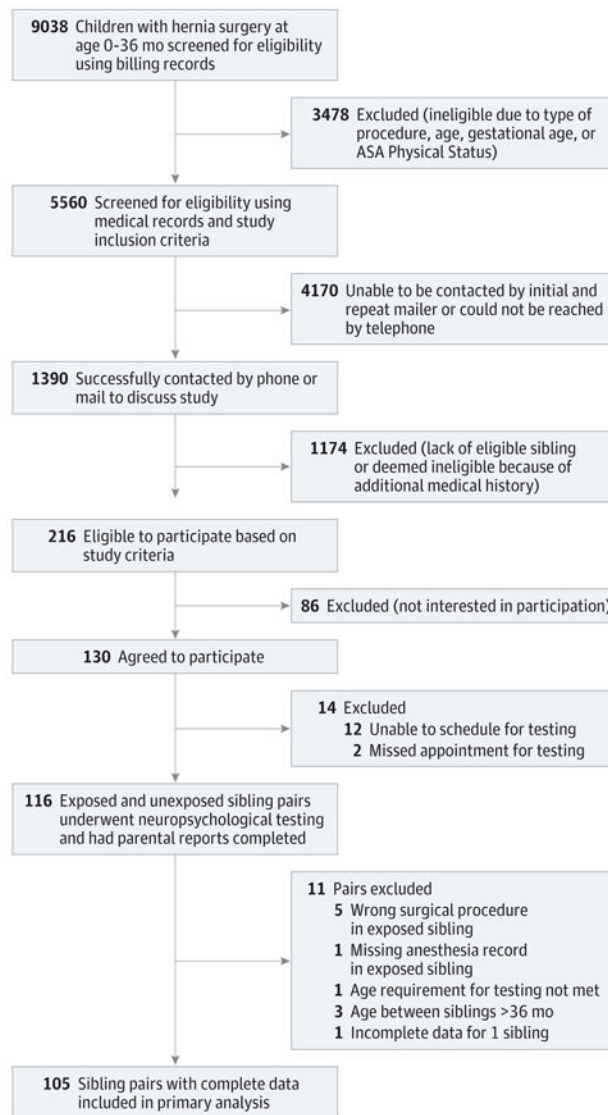 9038 Children with hernia surgery at
age 0-36 mo screened for eligibility
using billing records
3478 Excluded (ineligible due to type of
procedure, age, gestational age, or
ASA Physical Status)
5560 Screened for eligibility using
medical records and study
inclusion criteria
4170 Unable to be contacted by initial and
repeat mailer or could not be reached
by telephone
1390 Successfully contacted by phone or
mail to discuss study
1174 Excluded (lack of eligible sibling
or deemed ineligible because of
additional medical history)
216 Eligible to participate based on
study criteria
86 Excluded (not interested in participation)
130 Agreed to participate
14 Excluded
12 Unable to schedule for testing
2 Missed appointment for testing
116 Exposed and unexposed sibling pairs
underwent neuropsychological testing
and had parental reports completed
11 Pairs excluded
5 Wrong surgical procedure
in exposed sibling
1 Missing anesthesia record
in exposed sibling
1 Age requirement for testing not met
3 Age between siblings >36 mo
1 Incomplete data for 1 sibling
105 Sibling pairs with complete data
included in primary analysis